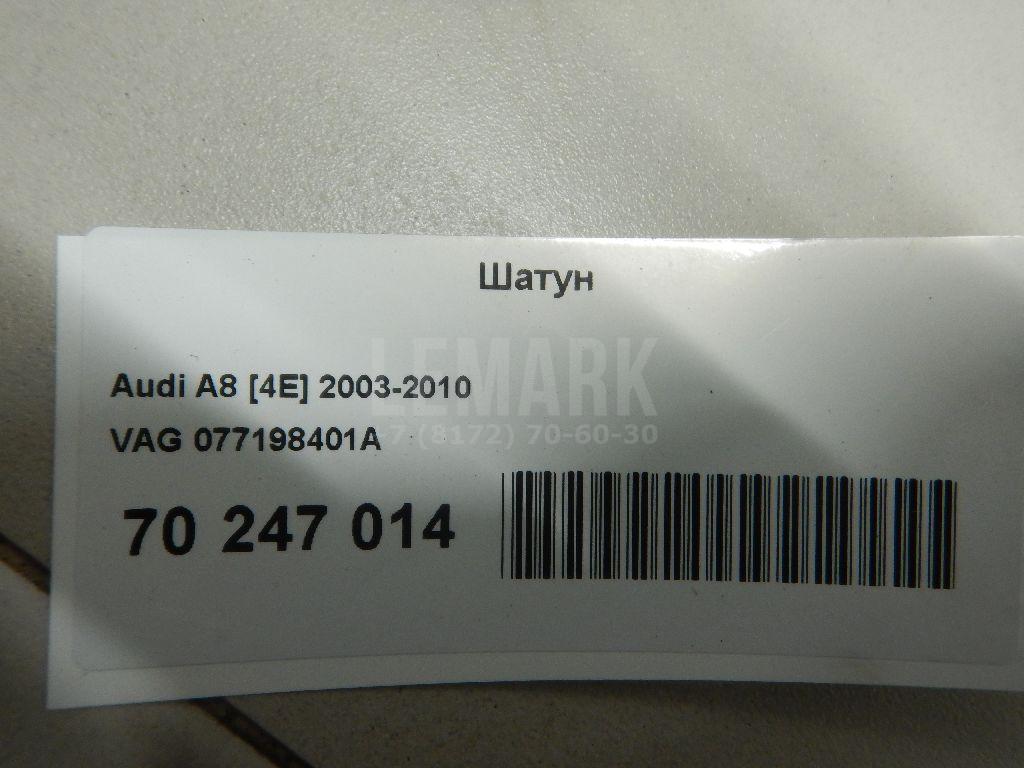 Шатун
LEMARK
Audi A8 [4E] 2003-2010
+7 (8172) 70-60-30
VAG 077198401A
70 247 014